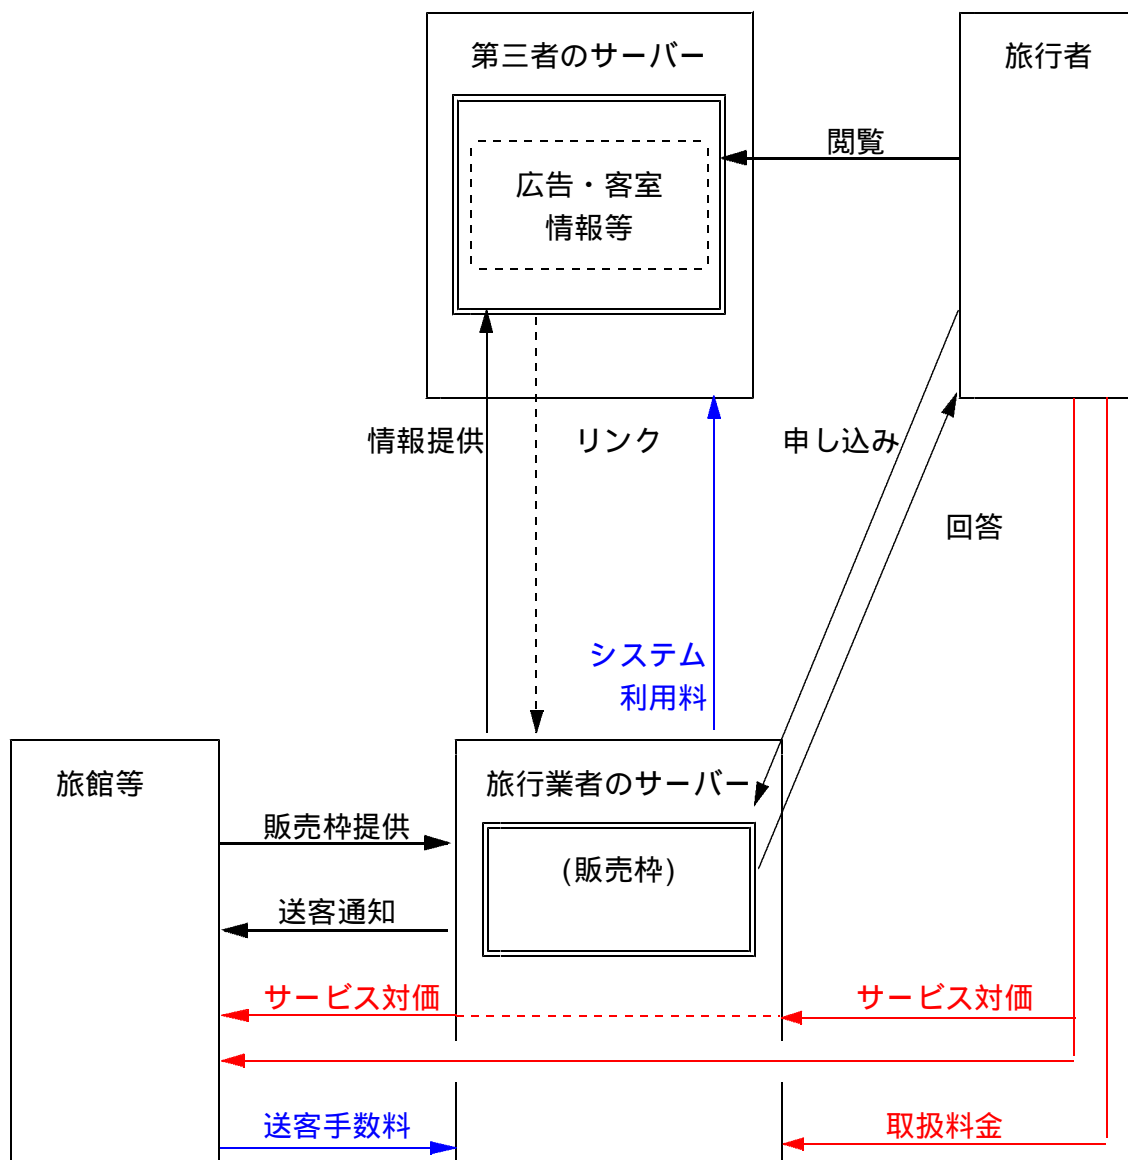 第三者のサーバー
旅行者
閲覧
広告・客室
情報等
情報提供
リンク
申し込み
回答
システム
利用料
旅館等
旅行業者のサーバー
販売枠提供
(販売枠)
送客通知
サービス対価
サービス対価
送客手数料
取扱料金